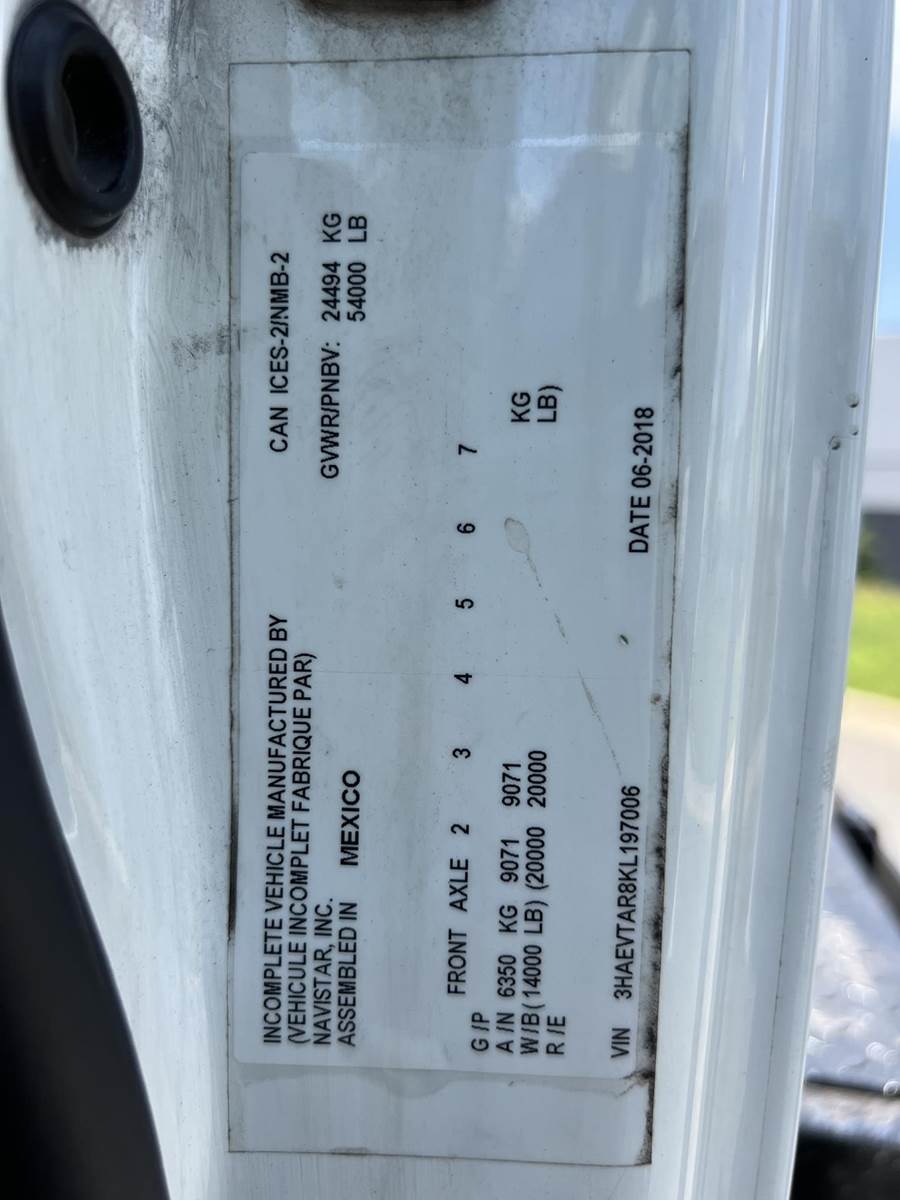 INCOMPLETE VEHICLE MANUFACTURED BY CAN ICES-2/NMB-2
(VEHICULE INCOMPLET FABRIQUE PAR)
NAVISTAR, INC. GVWR/PNBV: 24494 KG
ASSEMBLED IN MEXICO 54000 LB
FRONT AXLE 2 3 4 5 6 7
G /P
A /N 6350 KG 9071 9071 KG
W/B (14000 LB) (20000 20000 LB)
R /E
VIN 3HAEVTAR8KL197006 DATE 06-2018